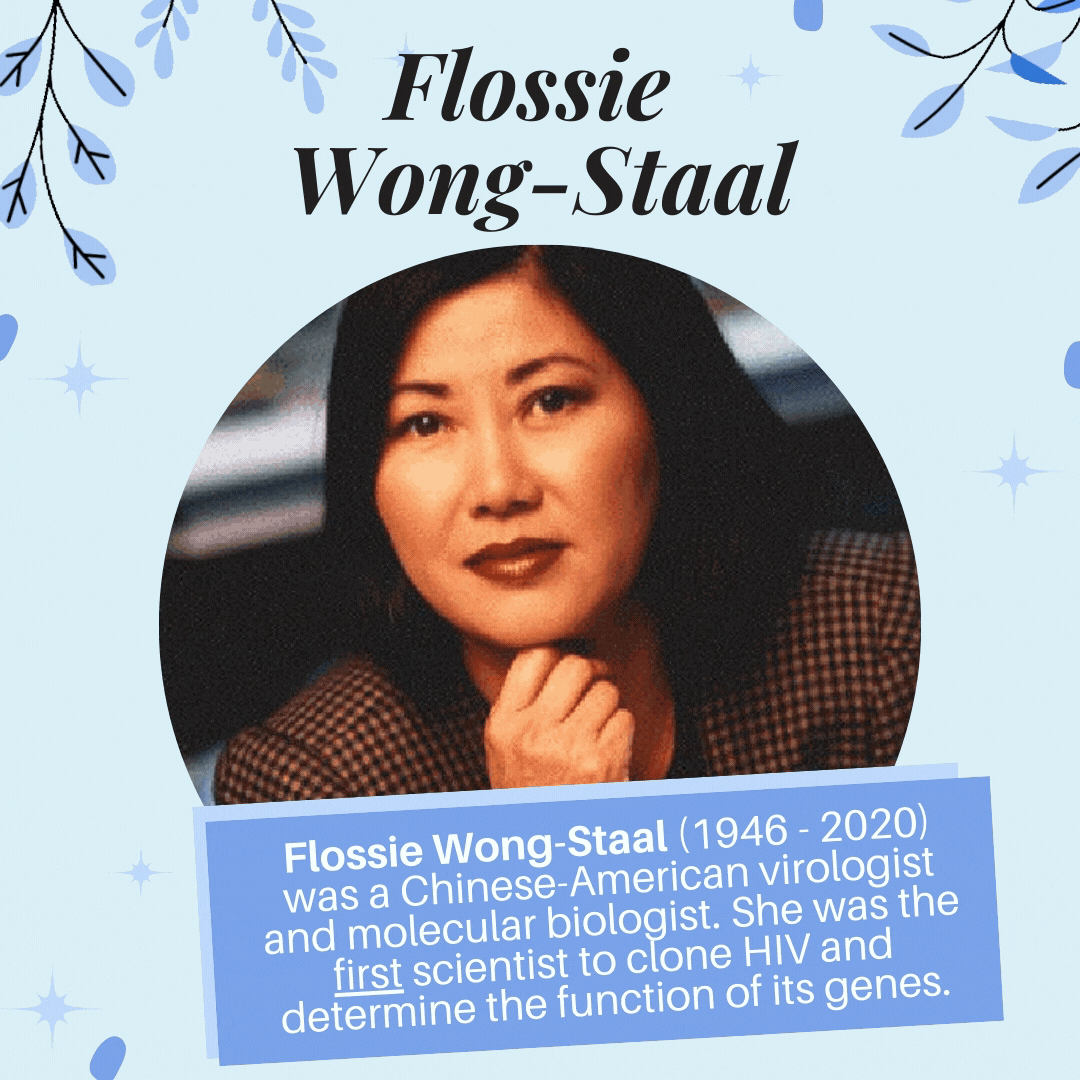 Flossie
Wong-Staal
Flossie Wong-Staal (1946 - 2020)
was a Chinese-American virologist
and molecular biologist. She was the
first scientist to clone HIV and
determine the function of its genes.